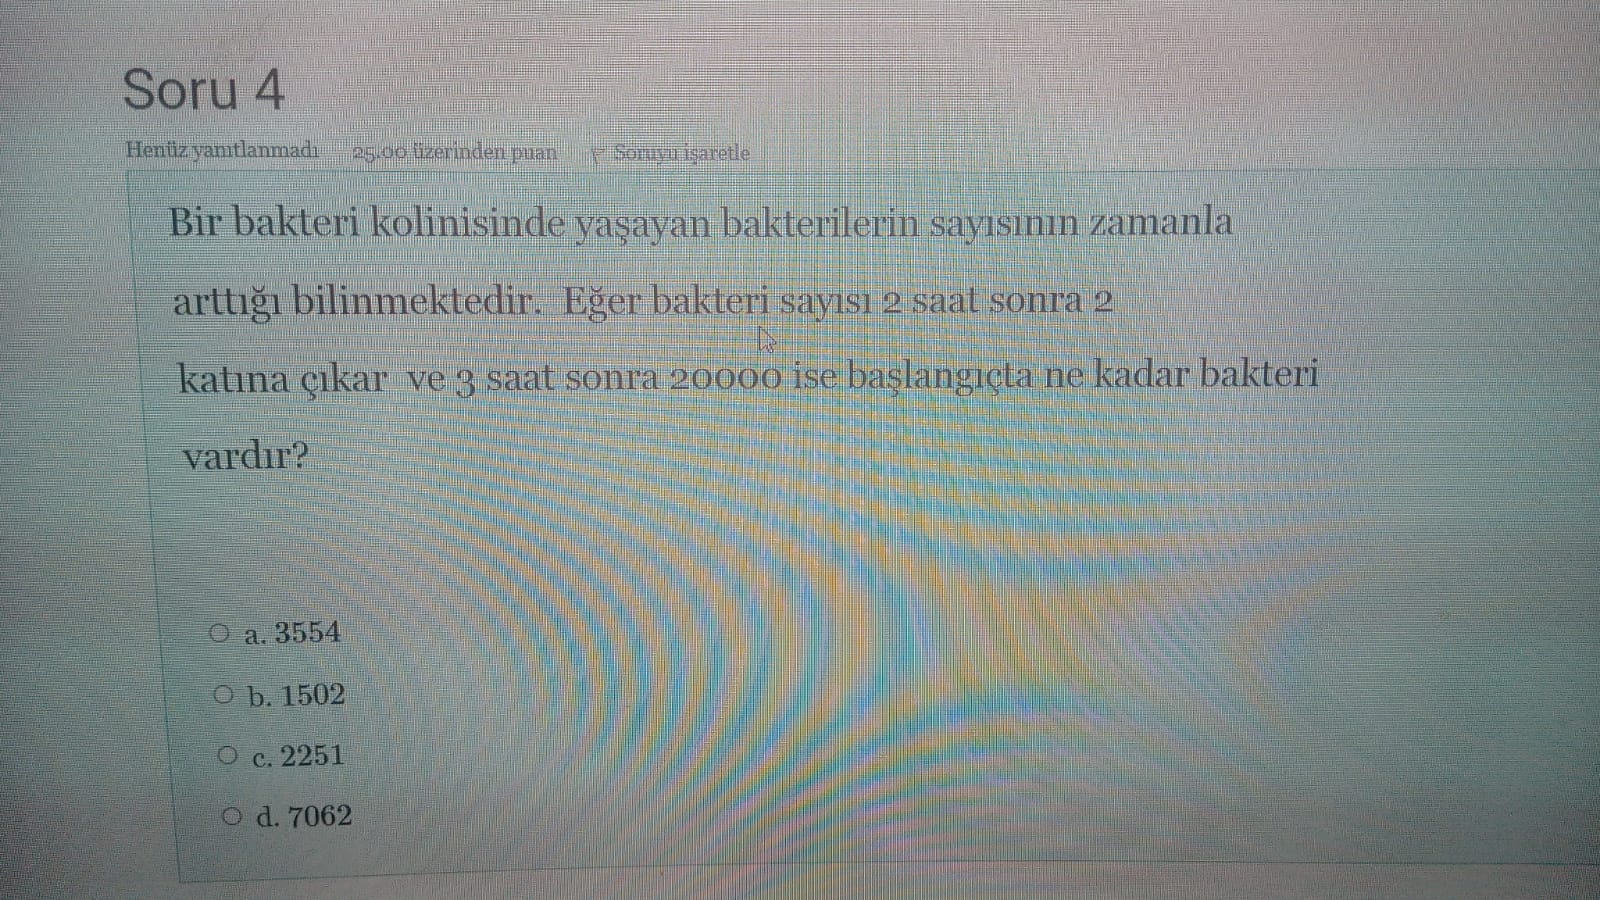 Soru 4
Henüz yanıtlanmadı 25.00 üzerinden puan Soruyu işaretle
Bir bakteri kolinisinde yaşayan bakterilerin sayısının zamanla
arttığı bilinmektedir. Eğer bakteri sayısı 2 saat sonra 2
katına çıkar ve 3 saat sonra 20000 ise başlangıçta ne kadar bakteri
vardır?
a. 3554
b. 1502
c. 2251
d. 7062